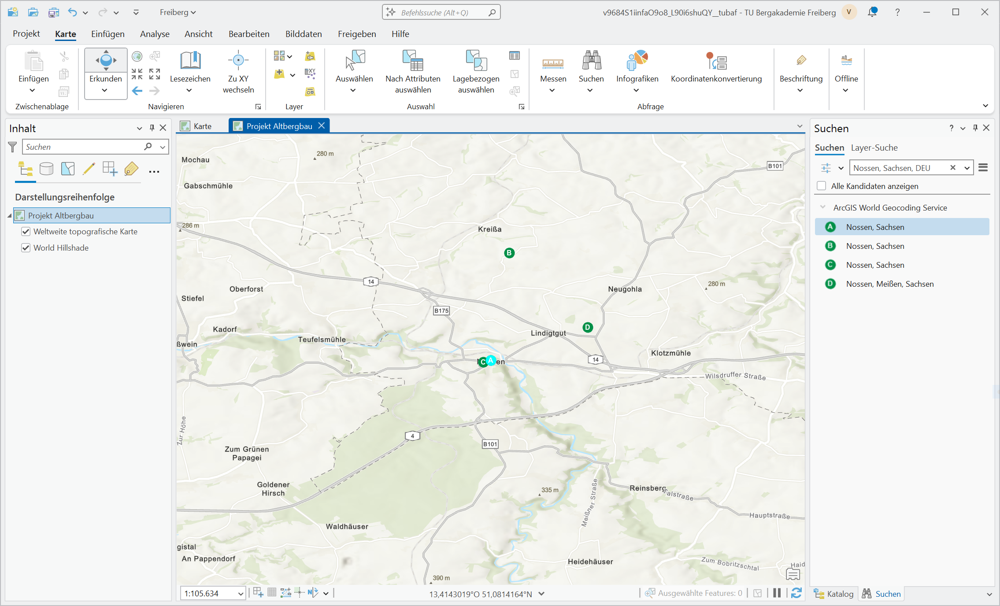 Freiberg
Befehlssuche (Alt+Q)
v9684S1iinfaO9o8_L90i6shuQY__tubaf - TU Bergakademie Freiberg
V
?
Projekt
Karte
Einfügen
Analyse
Ansicht
Bearbeiten
Bilddaten
Freigeben
Hilfe
Einfügen
Zwischenablage
Erkunden
Lesezeichen
Zu XY
wechseln
Navigieren
Layer
Auswählen
Nach Attributen
auswählen
Lagebezogen
auswählen
Auswahl
Messen
Suchen
Infografiken
Koordinatenkonvertierung
Abfrage
Beschriftung
Offline
Inhalt
Suchen
Darstellungsreihenfolge
Projekt Altbergbau
Weltweite topografische Karte
World Hillshade
Karte
Projekt Altbergbau
Mochau
280 m
B101
Gabschmühle
286 m
Kreißa
B
14
Oberforst
Neugohla
280 m
Stiefel
B175
Kadorf
D
Lindigtgut
Teufelsmühle
ßwein
Klotzmühle
C
A
en
14
Wilsdruffer Straße
Zur Höhe
4
B101
Zum Grünen
Papagei
Goldener
Hirsch
335 m
Meißner Straße
Reinsberg
Talstraße
Hauptstraße
Waldhäuser
gistal
An Pappendorf
Heidehäuser
Zum Bobritzschtal
Haid
390 m
1:105.634
13,4143019°O 51,0814164°N
Ausgewählte Features: 0
Suchen
?
Suchen
Layer-Suche
Nossen, Sachsen, DEU
Alle Kandidaten anzeigen
ArcGIS World Geocoding Service
A Nossen, Sachsen
B Nossen, Sachsen
C Nossen, Sachsen
D Nossen, Meißen, Sachsen
Katalog
Suchen